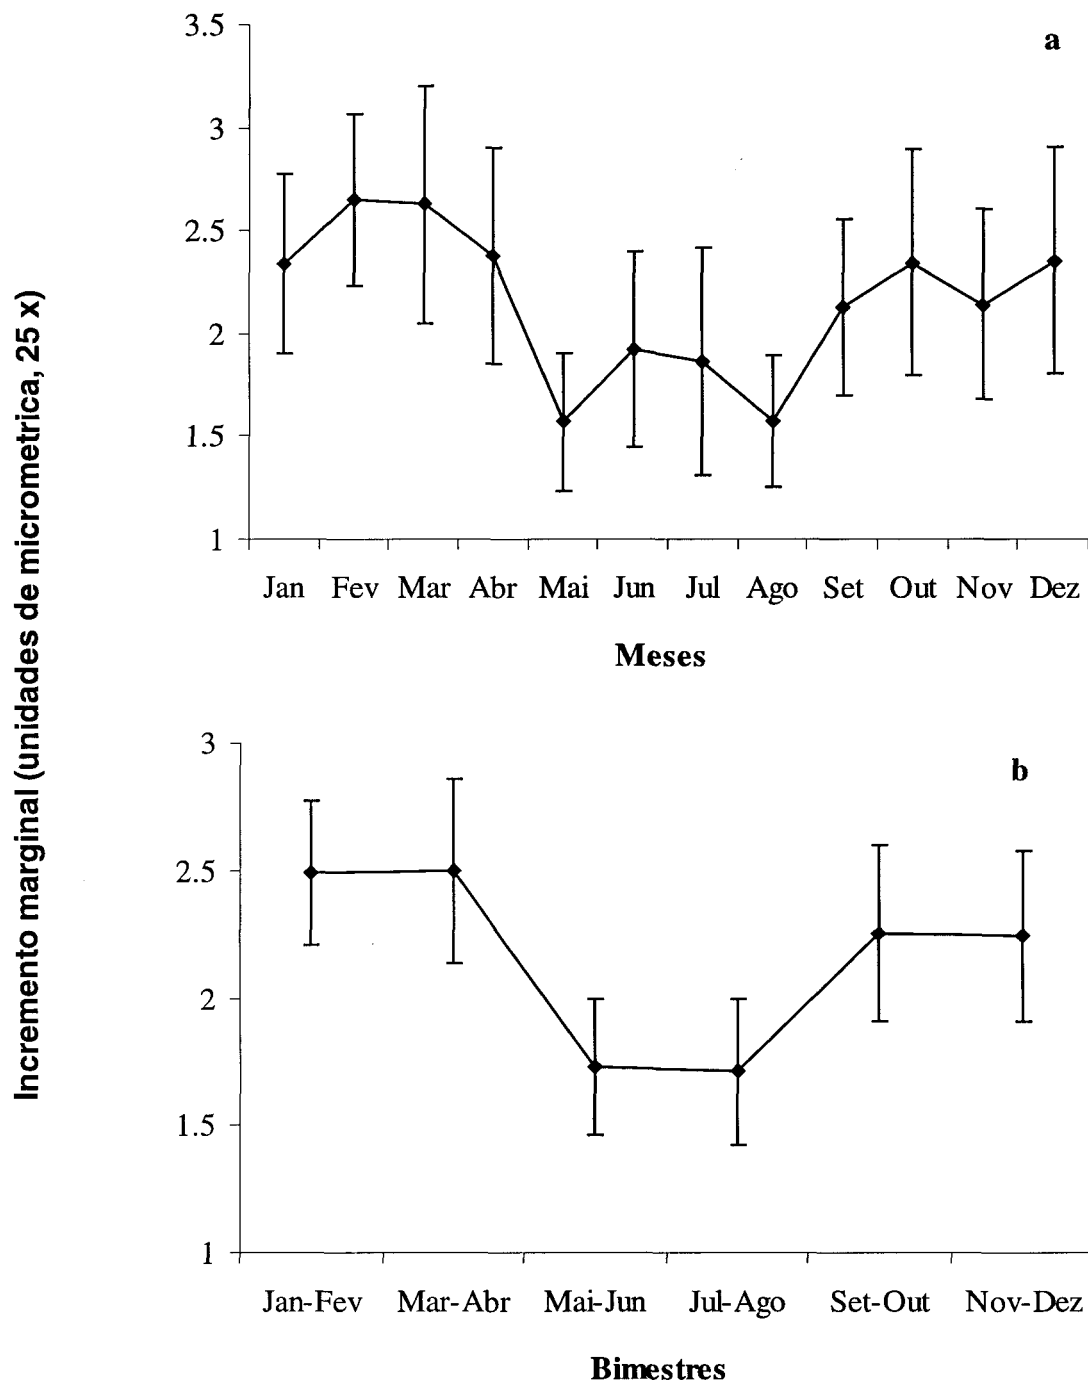 Incremento marginal (unidades de micrometrica, 25 x)
a
3.5
3
2.5
2
1.5
1
Jan Fev Mar Abr Mai Jun Jul Ago Set Out Nov Dez
Meses
b
3
2.5
2
1.5
1
Jan-Fev Mar-Abr Mai-Jun Jul-Ago Set-Out Nov-Dez
Bimestres